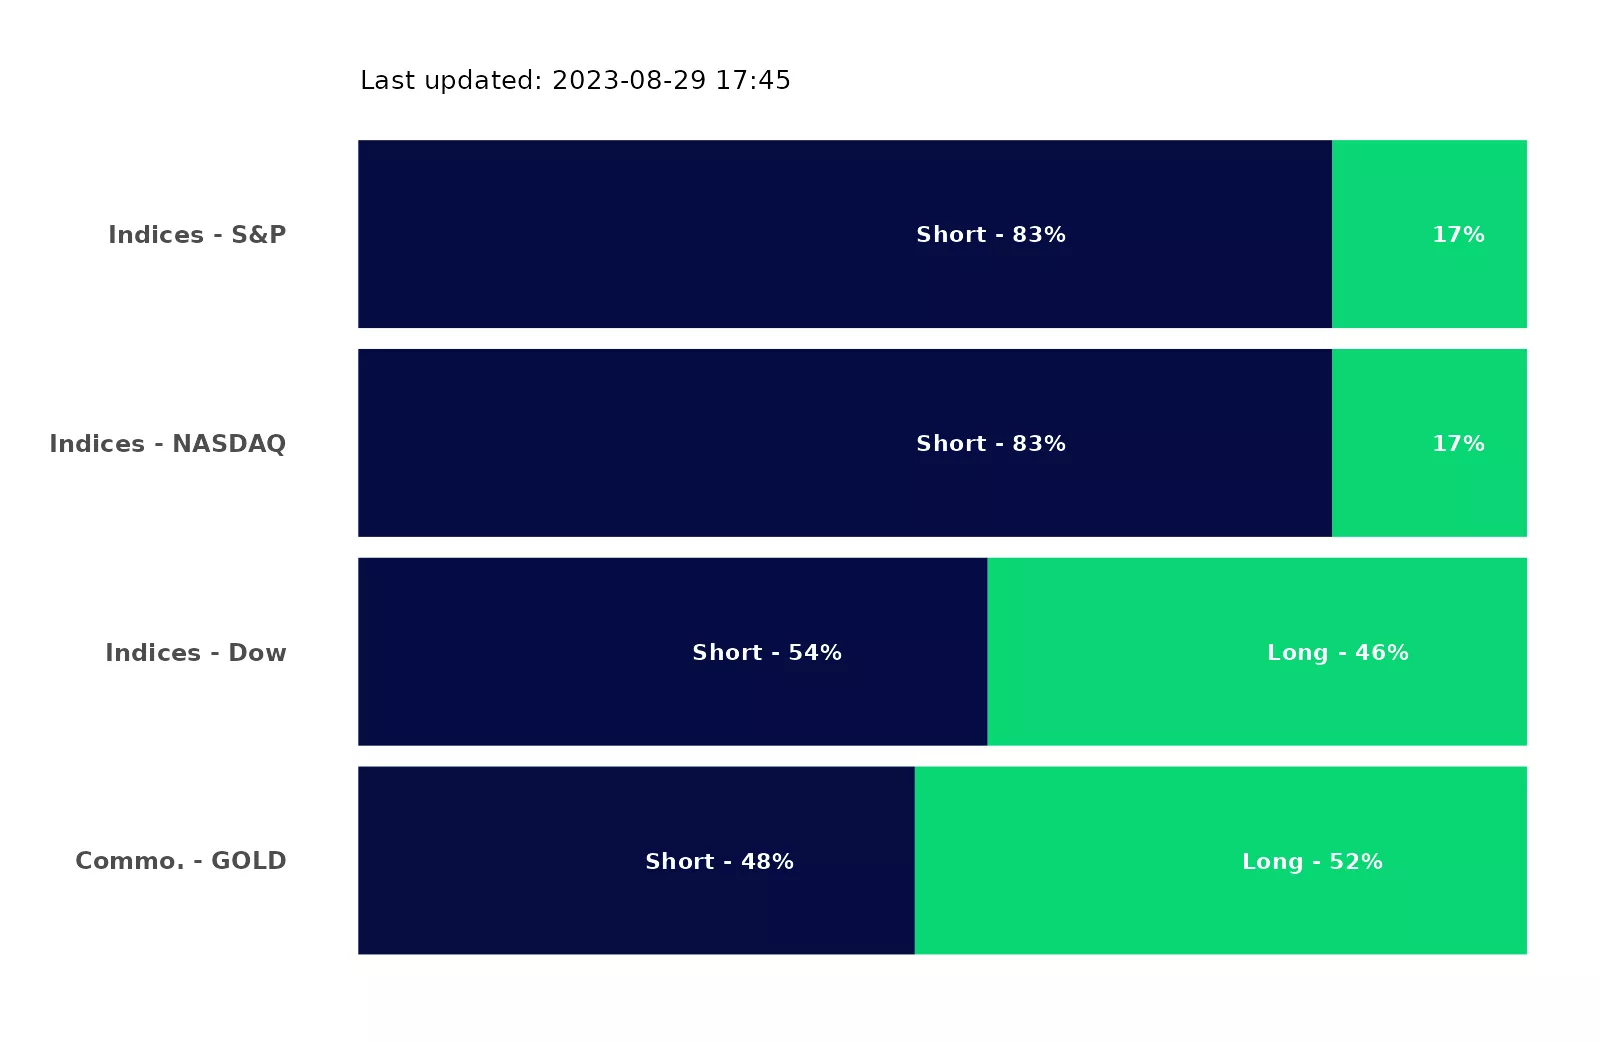 Last updated: 2023-08-29 17:45
Indices - S&P
Short - 83%
17%
Indices - NASDAQ
Short - 83%
17%
Indices - Dow
Short - 54%
Long - 46%
Commo. - GOLD
Short - 48%
Long - 52%